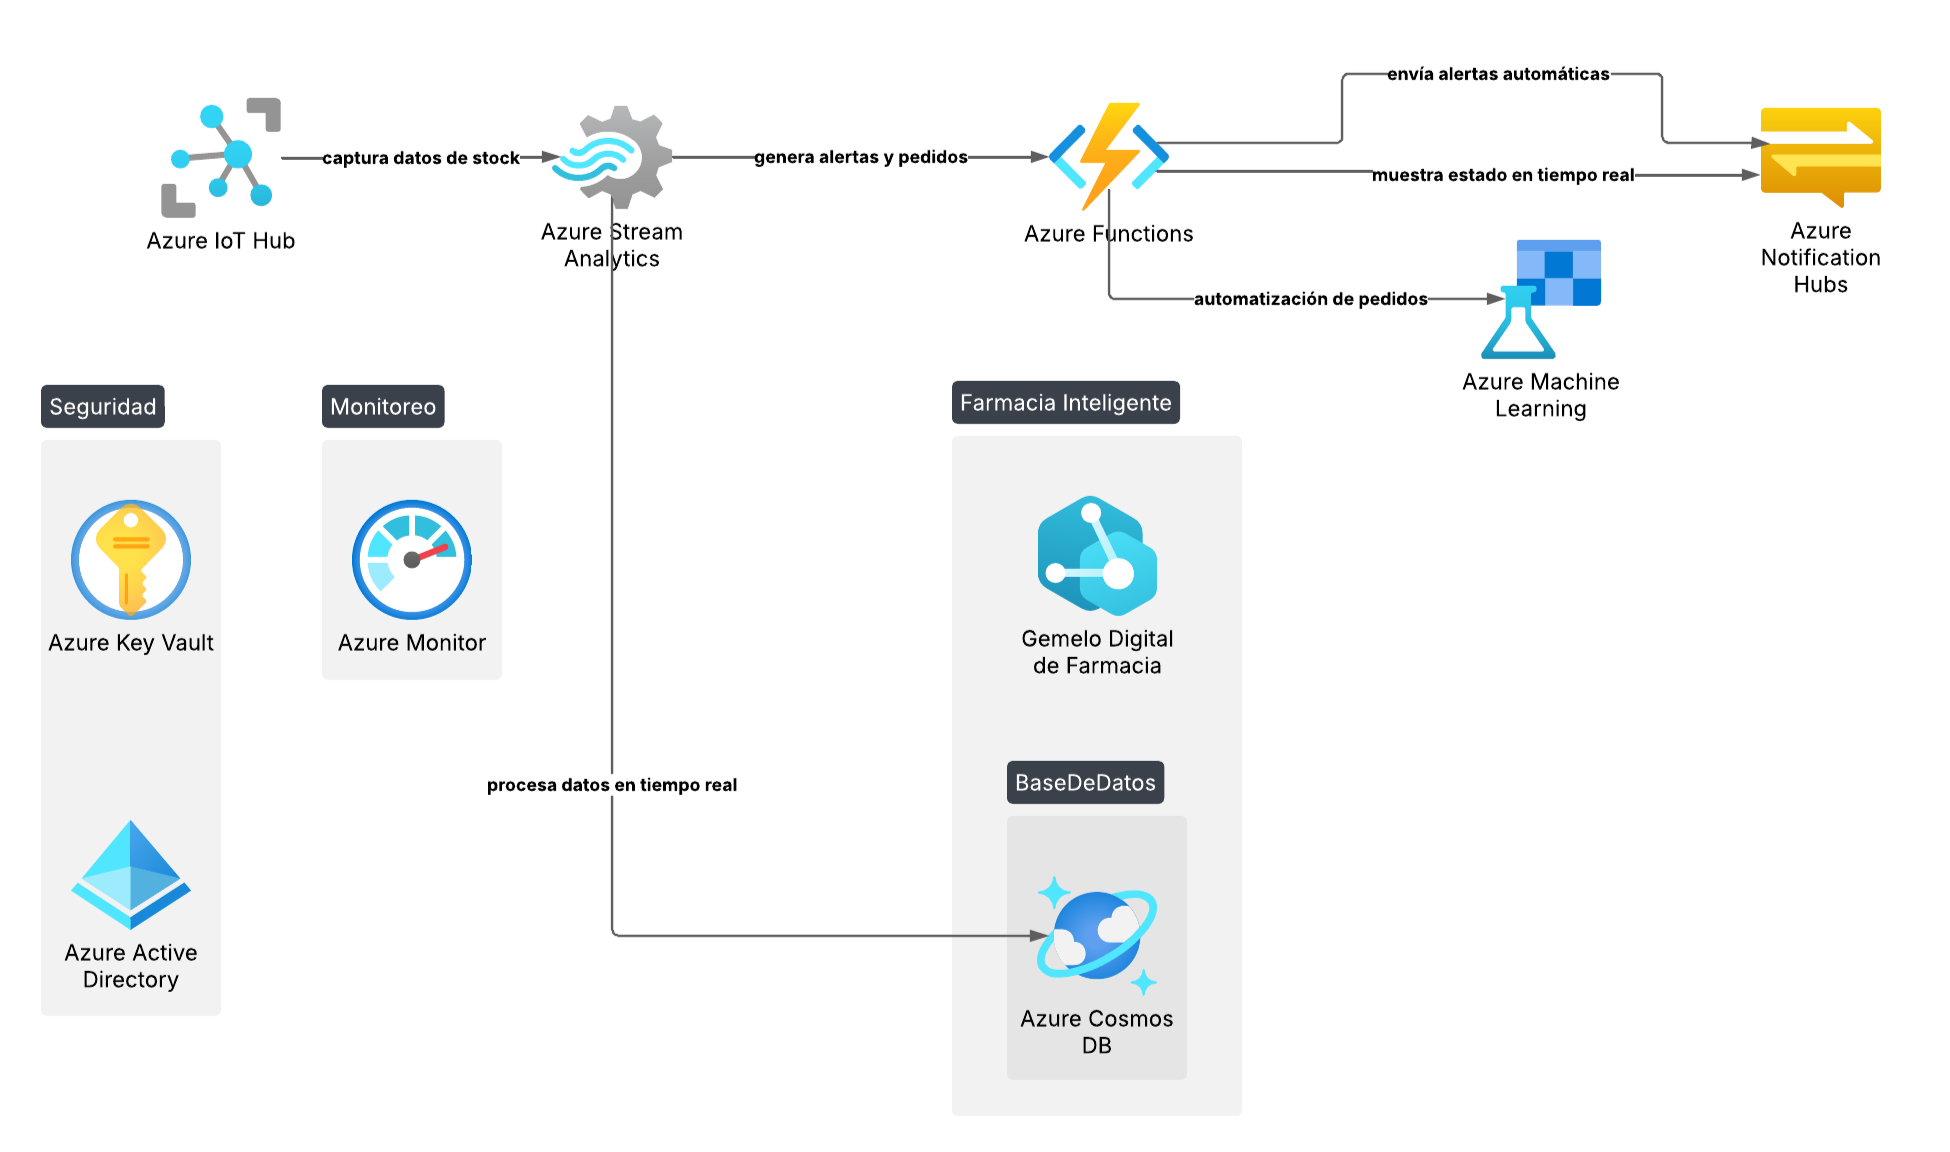 envía alertas automáticas
captura datos de stock
genera alertas y pedidos
muestra estado en tiempo real
Azure IoT Hub
Azure Stream
Analytics
Azure Functions
Azure
Notification
Hubs
automatización de pedidos
Azure Machine
Learning
Seguridad
Monitoreo
Farmacia Inteligente
Azure Key Vault
Azure Monitor
Gemelo Digital
de Farmacia
procesa datos en tiempo real
BaseDeDatos
Azure Active
Directory
Azure Cosmos
DB